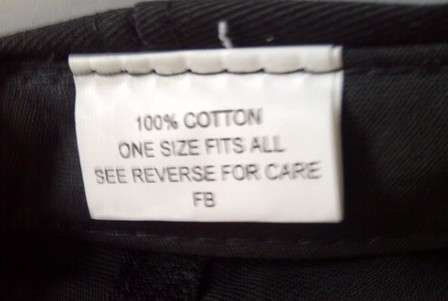 100% COTTON
ONE SIZE FITS ALL
SEE REVERSE FOR CARE
FB